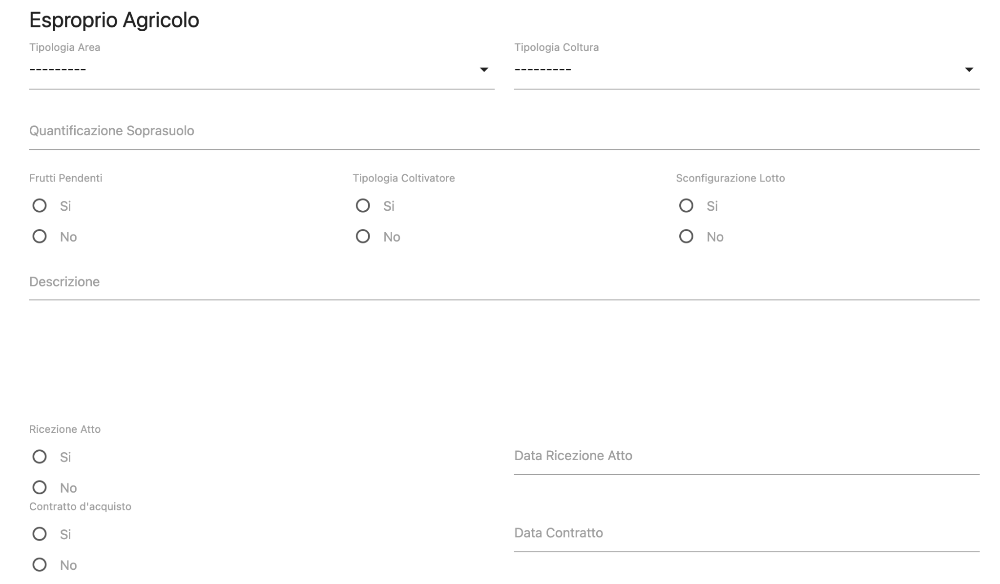 Esproprio Agricolo
Tipologia Area Tipologia Coltura
--------- ---------
Quantificazione Soprasuolo
Frutti Pendenti Tipologia Coltivatore Sconfigurazione Lotto
Si Si Si
No No No
Descrizione
Ricezione Atto
Si
Data Ricezione Atto
No
Contratto d'acquisto
Si
Data Contratto
No